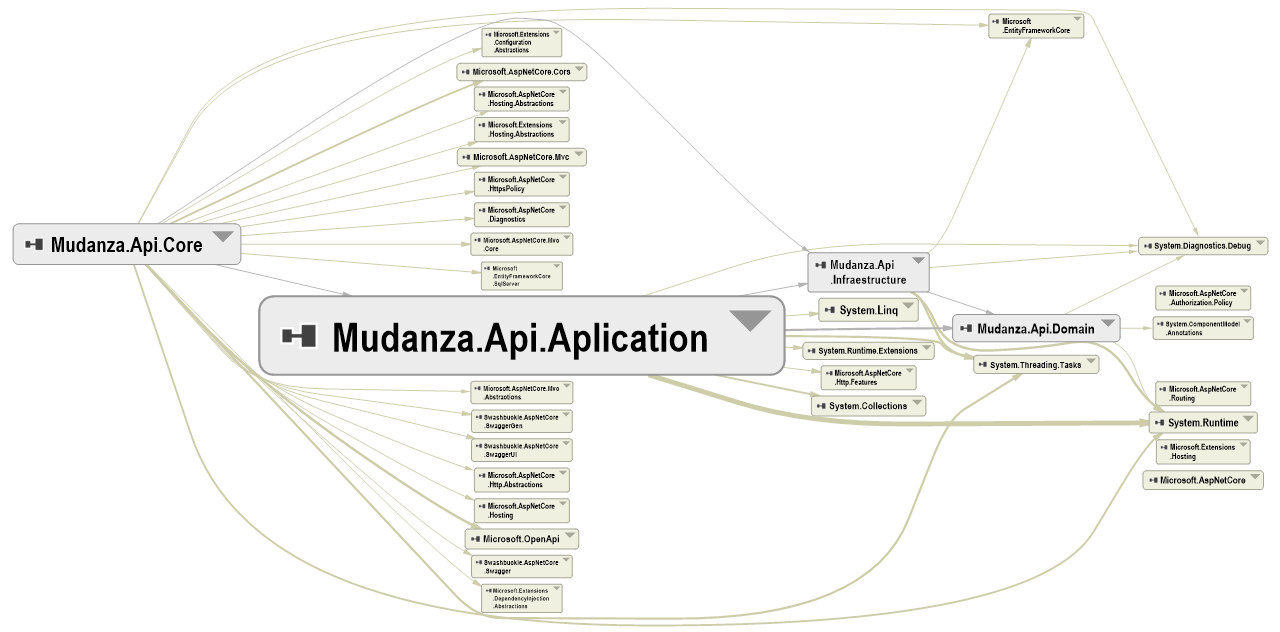 Microsoft
.EntityFrameworkCore
Microsoft.Extensions
.Configuration
.Abstractions
Microsoft.AspNetCore.Cors
Microsoft.AspNetCore
.Hosting.Abstractions
Microsoft.Extensions
.Hosting.Abstractions
Microsoft.AspNetCore.Mvc
Microsoft.AspNetCore
.HttpsPolicy
Microsoft.AspNetCore
.Diagnostics
Microsoft.AspNetCore.Mvc
.Core
Microsoft
.EntityFrameworkCore
.SqlServer
Mudanza.Api.Core
Mudanza.Api.Aplication
Mudanza.Api
.Infraestructure
System.Linq
System.Runtime.Extensions
Microsoft.AspNetCore
.Http.Features
System.Collections
Mudanza.Api.Domain
System.Threading.Tasks
System.Diagnostics.Debug
Microsoft.AspNetCore
.Authorization.Policy
System.ComponentModel
.Annotations
Microsoft.AspNetCore
.Routing
System.Runtime
Microsoft.Extensions
.Hosting
Microsoft.AspNetCore
Microsoft.AspNetCore.Mvc
.Abstractions
Swashbuckle.AspNetCore
.SwaggerGen
Swashbuckle.AspNetCore
.SwaggerUI
Microsoft.AspNetCore
.Http.Abstractions
Microsoft.AspNetCore
.Hosting
Microsoft.OpenApi
Swashbuckle.AspNetCore
.Swagger
Microsoft.Extensions
.DependencyInjection
.Abstractions